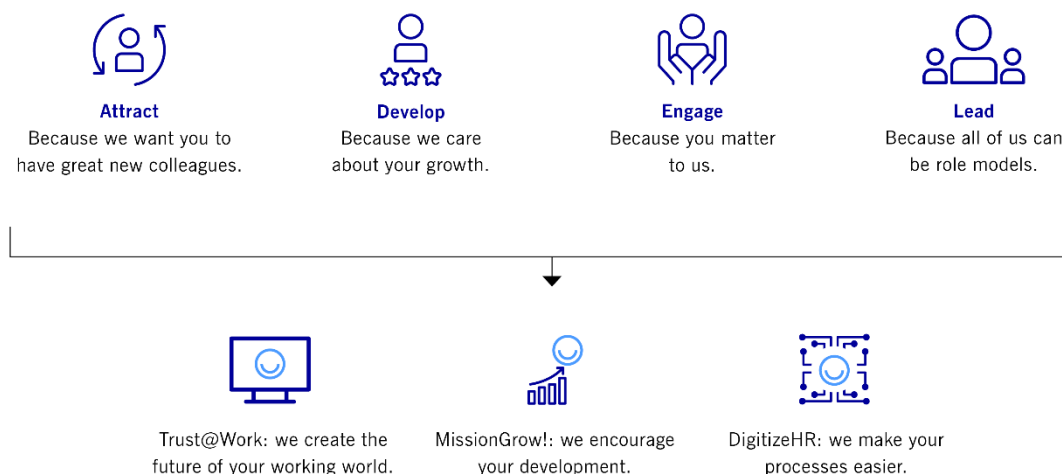 Attract
Because we want you to
have great new colleagues.
Develop
Because we care
about your growth.
Engage
Because you matter
to us.
Lead
Because all of us can
be role models.
Trust@Work: we create the
future of your working world.
MissionGrow!: we encourage
your development.
DigitizeHR: we make your
processes easier.